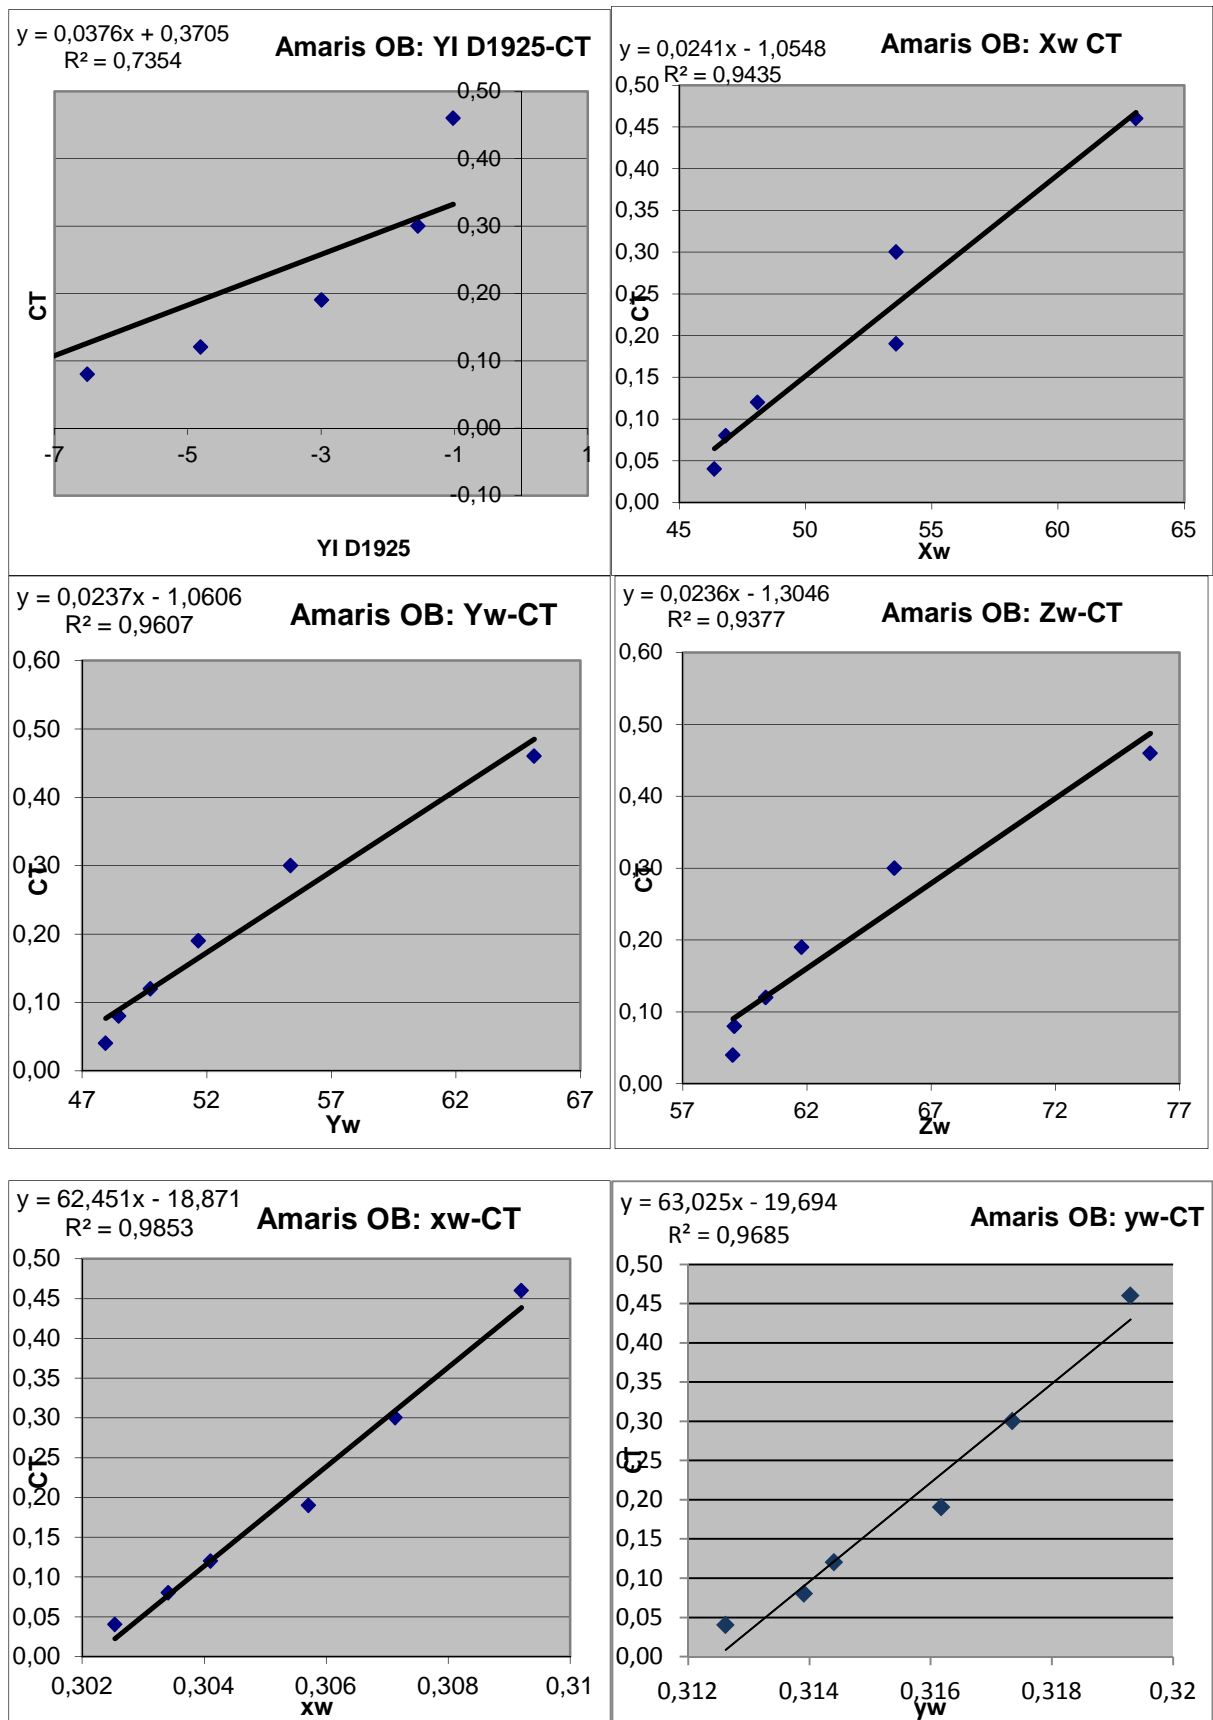 y = 0,0376x + 0,3705
R² = 0,7354
Amaris OB: YI D1925-CT
0,50
0,40
0,30
0,20
0,10
0,00
-0,10
-7
-5
-3
-1
1
CT
YI D1925
y = 0,0241x - 1,0548
R² = 0,9435
Amaris OB: Xw CT
0,50
0,45
0,40
0,35
0,30
0,25
0,20
0,15
0,10
0,05
0,00
45
50
55
60
65
CT
Xw
y = 0,0237x - 1,0606
R² = 0,9607
Amaris OB: Yw-CT
0,60
0,50
0,40
0,30
0,20
0,10
0,00
47
52
57
62
67
CT
Yw
y = 0,0236x - 1,3046
R² = 0,9377
Amaris OB: Zw-CT
0,60
0,50
0,40
0,30
0,20
0,10
0,00
57
62
67
72
77
CT
Zw
y = 62,451x - 18,871
R² = 0,9853
Amaris OB: xw-CT
0,50
0,45
0,40
0,35
0,30
0,25
0,20
0,15
0,10
0,05
0,00
0,302
0,304
0,306
0,308
0,31
CT
xw
y = 63,025x - 19,694
R² = 0,9685
Amaris OB: yw-CT
0,50
0,45
0,40
0,35
0,30
0,25
0,20
0,15
0,10
0,05
0,00
0,312
0,314
0,316
0,318
0,32
CT
yw